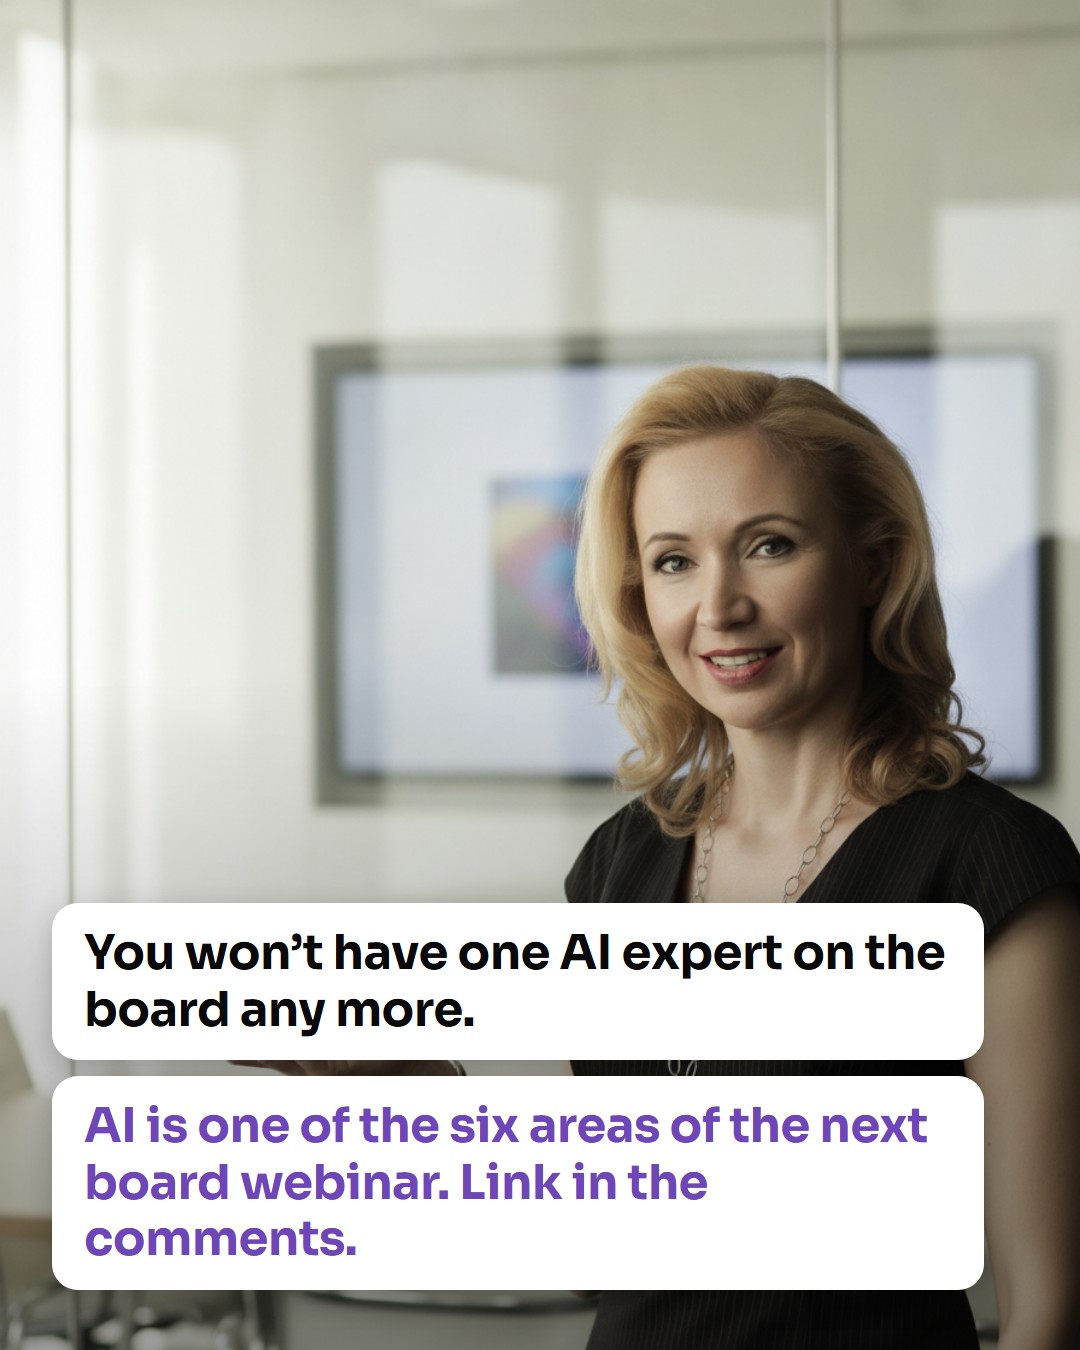 You won’t have one AI expert on the
board any more.
AI is one of the six areas of the next
board webinar. Link in the
comments.